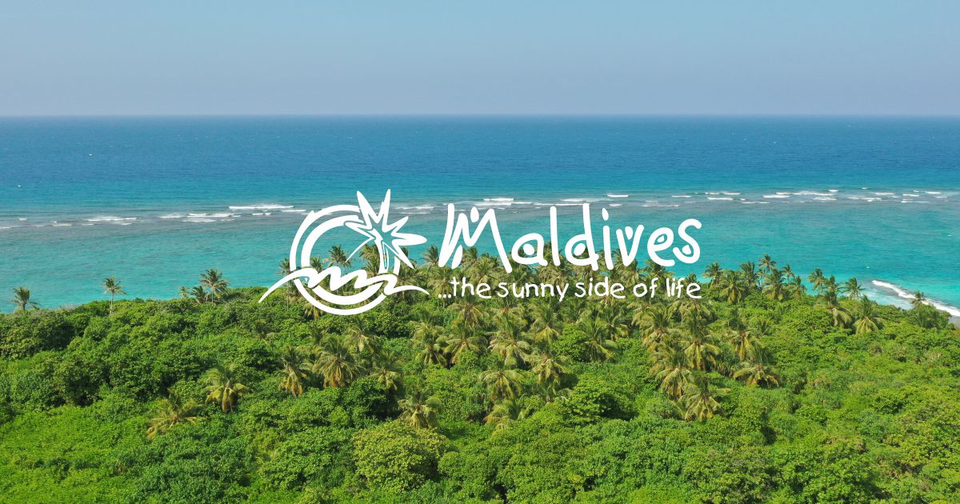 Maldives
...the sunny side of life